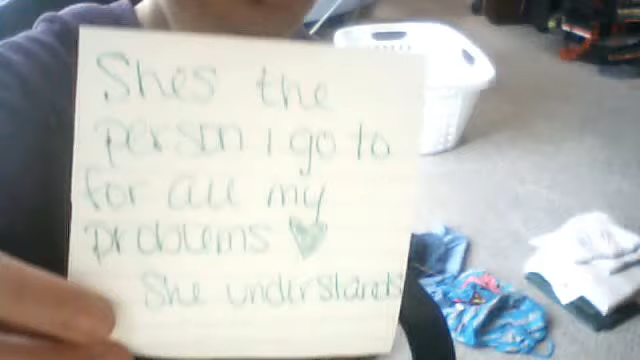 Shes the
person i go to
for all my
problems ♥
She understands